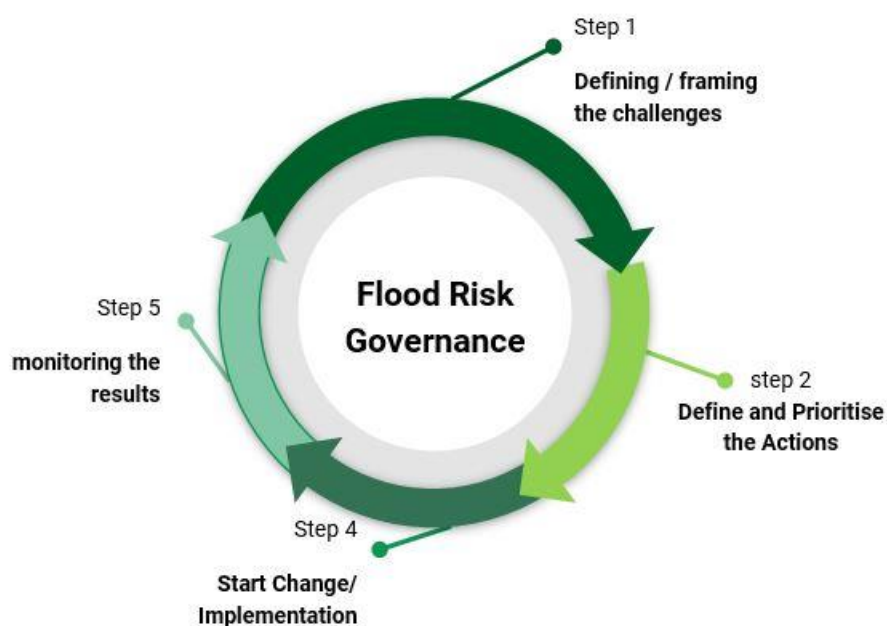 Step 1
Defining / framing
the challenges
Flood Risk
Governance
step 2
Define and Prioritise
the Actions
Step 4
Start Change/
Implementation
Step 5
monitoring the
results